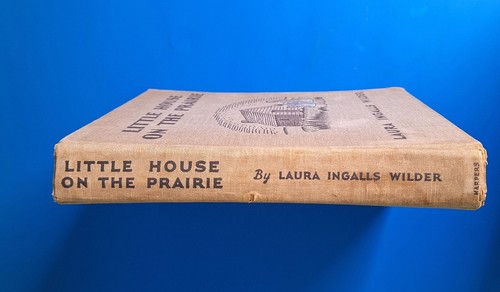 LITTLE HOUSE
ON THE PRAIRIE
LAURA INGALLS WILDER
LITTLE HOUSE
ON THE PRAIRIE
By LAURA INGALLS WILDER
HARPERS